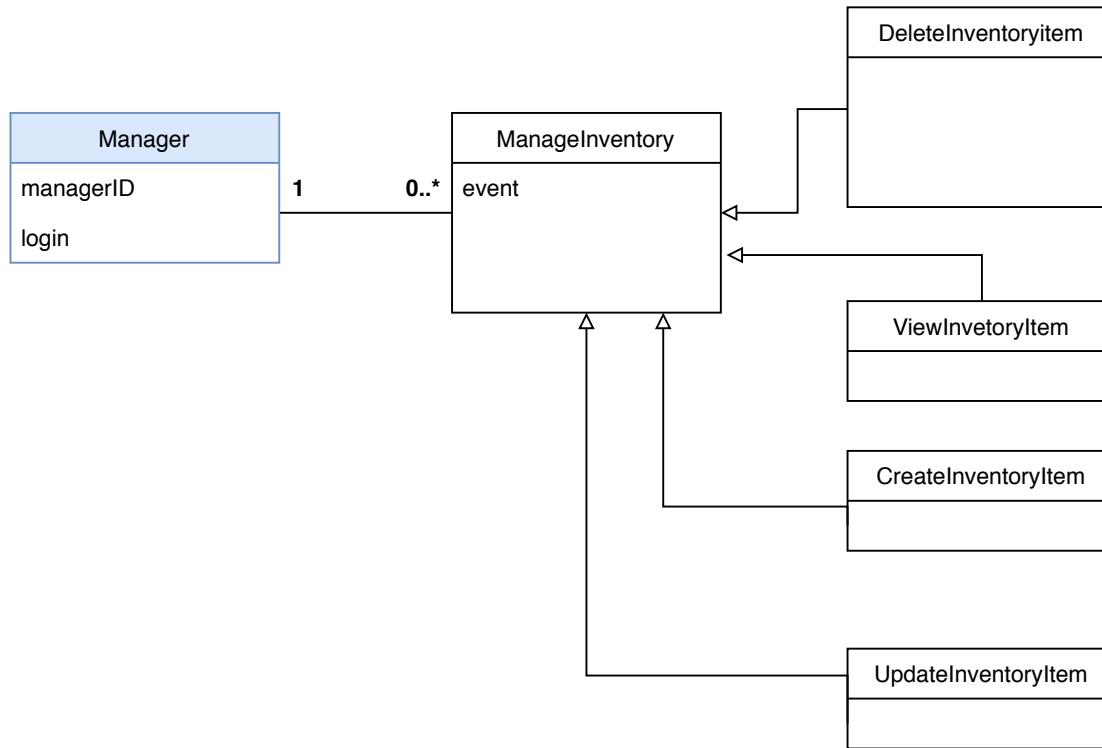 DeleteInventoryitem
Manager
managerID
login
1
0..*
ManageInventory
event
ViewInvetoryItem
CreateInventoryItem
UpdateInventoryItem